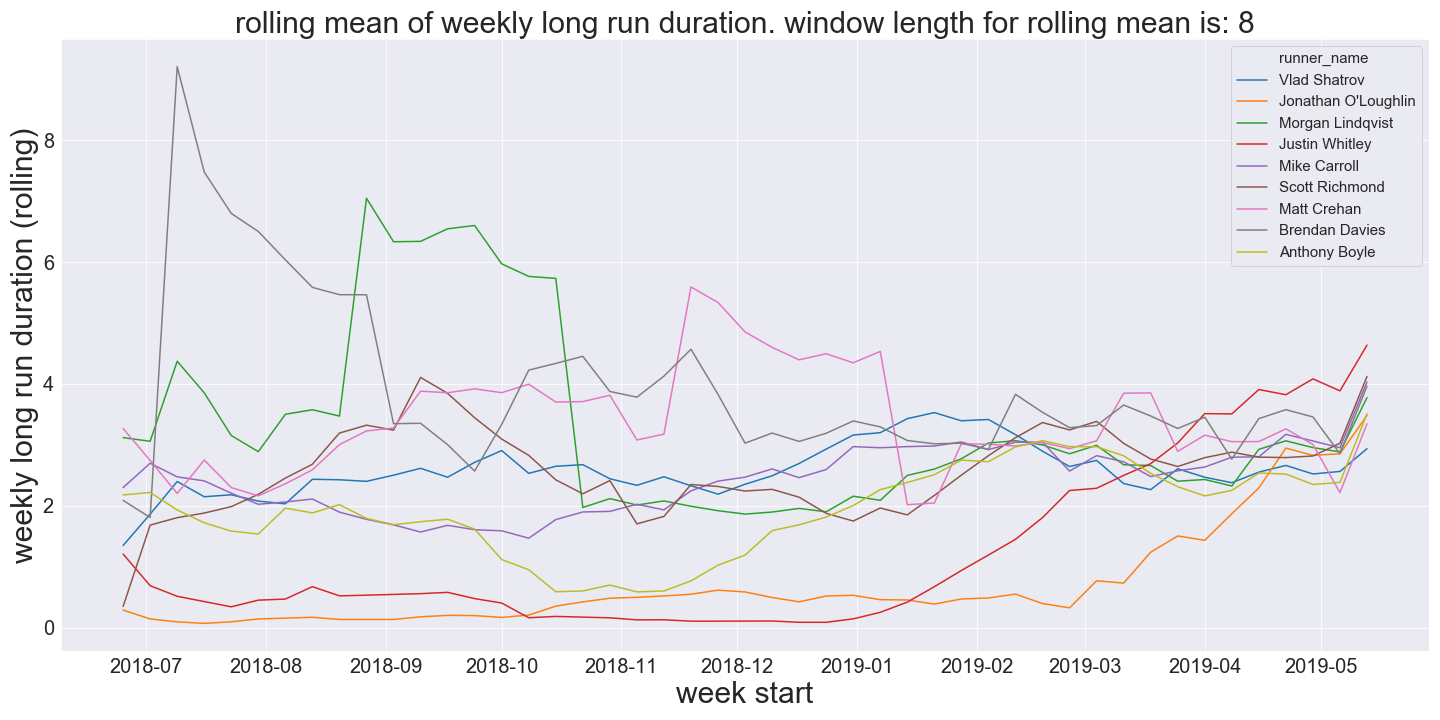 rolling mean of weekly long run duration. window length for rolling mean is: 8
runner_name
Vlad Shatrov
Jonathan O'Loughlin
Morgan Lindqvist
Justin Whitley
Mike Carroll
Scott Richmond
Matt Crehan
Brendan Davies
Anthony Boyle
weekly long run duration (rolling)
8
6
4
2
0
2018-07 2018-08 2018-09 2018-10 2018-11 2018-12 2019-01 2019-02 2019-03 2019-04 2019-05
week start